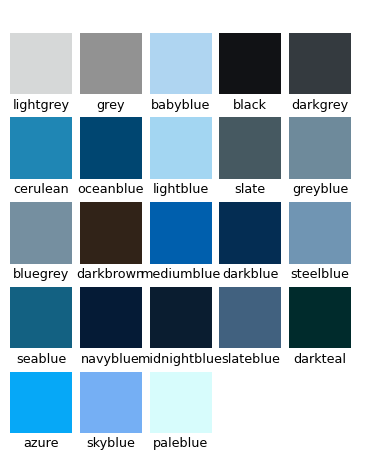 lightgrey grey babyblue black darkgrey
cerulean oceanblue lightblue slate greyblue
bluegrey darkbrown mediumblue darkblue steelblue
seablue navyblue midnightblue slateblue darkteal
azure skyblue paleblue